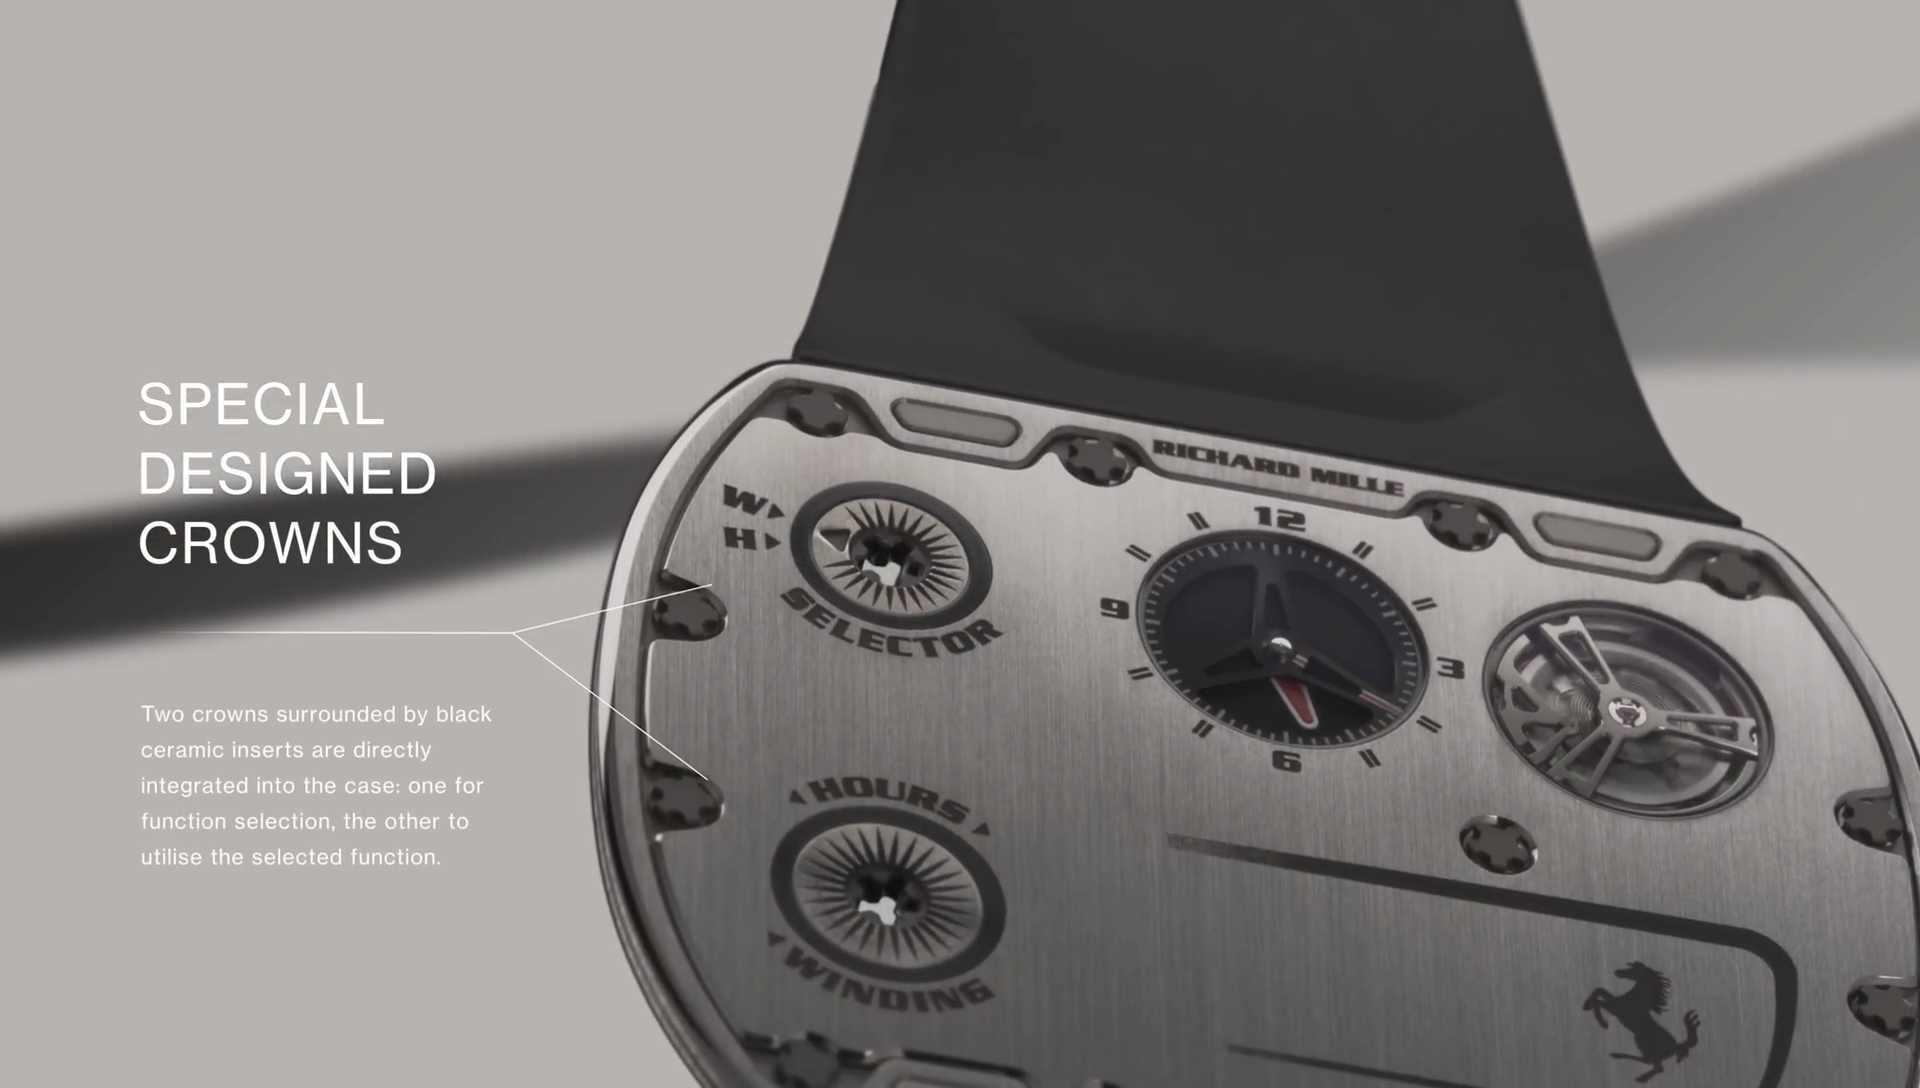 SPECIAL
DESIGNED
CROWNS
Two crowns surrounded by black
ceramic inserts are directly
integrated into the case: one for
function selection, the other to
utilise the selected function.
RICHARD MILLE
W
H
SELECTOR
12
9
3
6
HOURS
WINDING